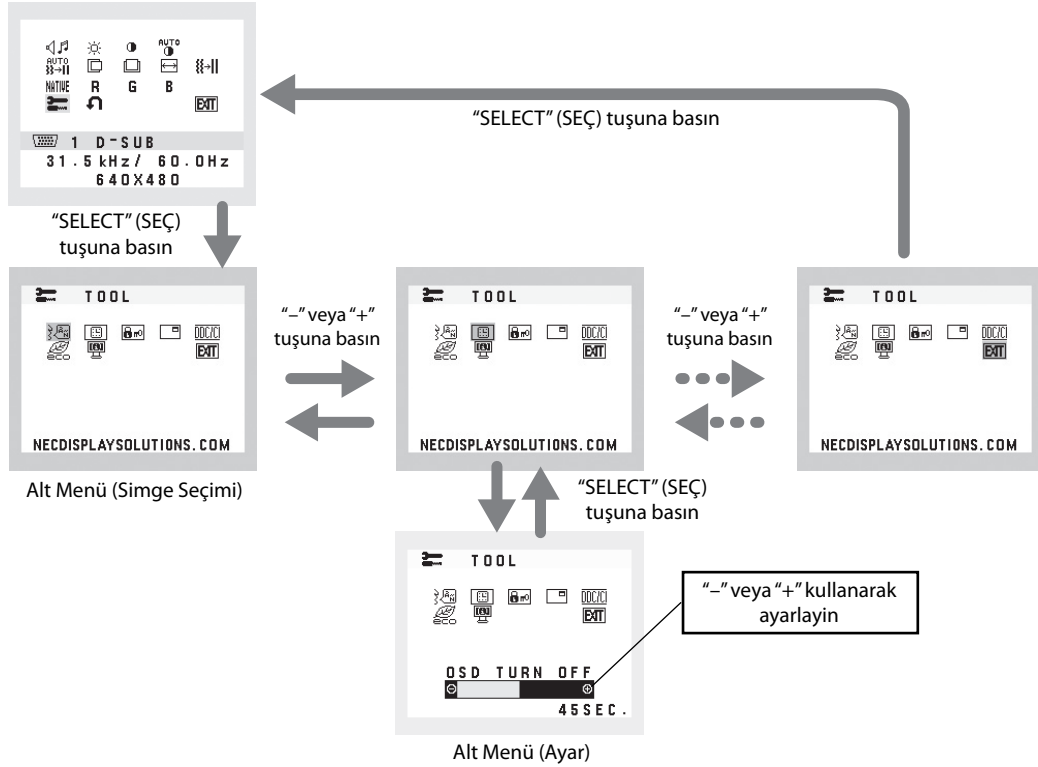 AUTO
AUTO
NATIVE R G B
EXIT
1 D-SUB
31.5 kHz/ 60.0Hz
640X480
"SELECT" (SEÇ) tuşuna basın
"SELECT" (SEÇ)
tuşuna basın
TOOL
DDC/CI
ECO
EXIT
NECDISPLAYSOLUTIONS.COM
Alt Menü (Simge Seçimi)
"–" veya "+"
tuşuna basın
TOOL
DDC/CI
ECO
EXIT
NECDISPLAYSOLUTIONS.COM
"–" veya "+"
tuşuna basın
TOOL
DDC/CI
ECO
EXIT
NECDISPLAYSOLUTIONS.COM
"SELECT" (SEÇ)
tuşuna basın
TOOL
DDC/CI
ECO
EXIT
OSD TURN OFF
45SEC.
"–" veya "+" kullanarak
ayarlayin
Alt Menü (Ayar)